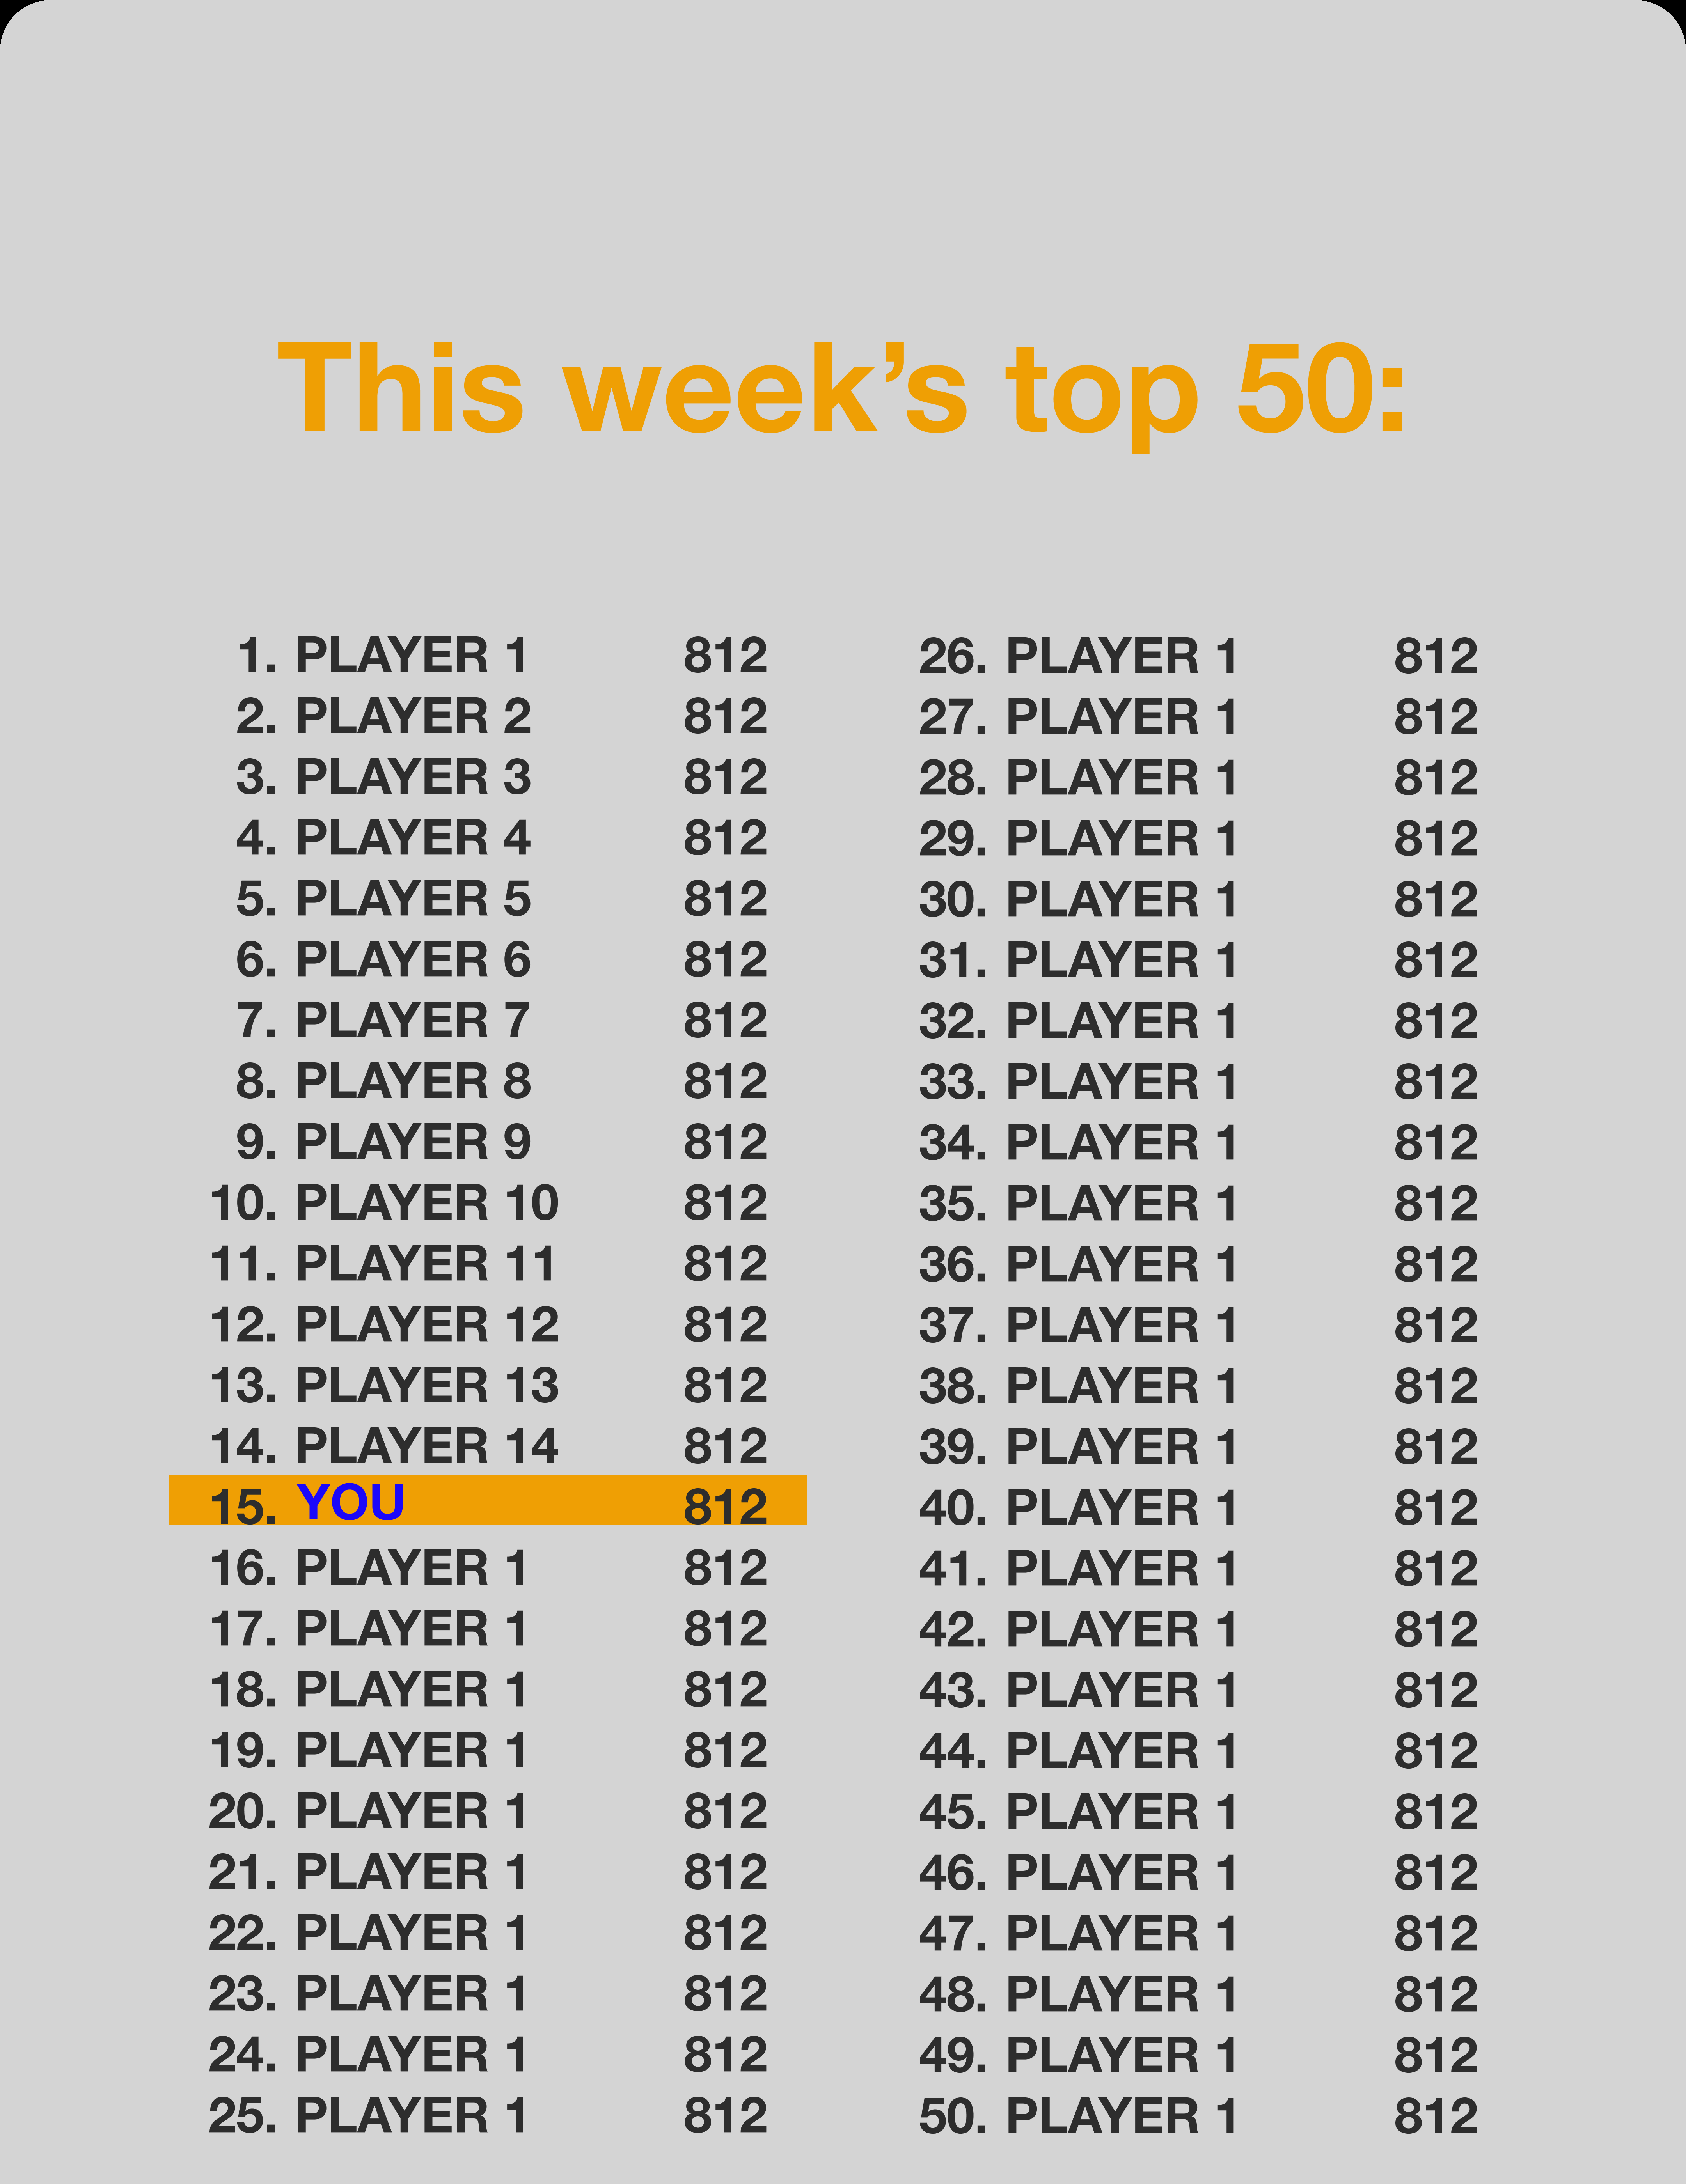 This week’s top 50:
1. PLAYER 1 812
2. PLAYER 2 812
3. PLAYER 3 812
4. PLAYER 4 812
5. PLAYER 5 812
6. PLAYER 6 812
7. PLAYER 7 812
8. PLAYER 8 812
9. PLAYER 9 812
10. PLAYER 10 812
11. PLAYER 11 812
12. PLAYER 12 812
13. PLAYER 13 812
14. PLAYER 14 812
15. YOU 812
16. PLAYER 1 812
17. PLAYER 1 812
18. PLAYER 1 812
19. PLAYER 1 812
20. PLAYER 1 812
21. PLAYER 1 812
22. PLAYER 1 812
23. PLAYER 1 812
24. PLAYER 1 812
25. PLAYER 1 812
26. PLAYER 1 812
27. PLAYER 1 812
28. PLAYER 1 812
29. PLAYER 1 812
30. PLAYER 1 812
31. PLAYER 1 812
32. PLAYER 1 812
33. PLAYER 1 812
34. PLAYER 1 812
35. PLAYER 1 812
36. PLAYER 1 812
37. PLAYER 1 812
38. PLAYER 1 812
39. PLAYER 1 812
40. PLAYER 1 812
41. PLAYER 1 812
42. PLAYER 1 812
43. PLAYER 1 812
44. PLAYER 1 812
45. PLAYER 1 812
46. PLAYER 1 812
47. PLAYER 1 812
48. PLAYER 1 812
49. PLAYER 1 812
50. PLAYER 1 812